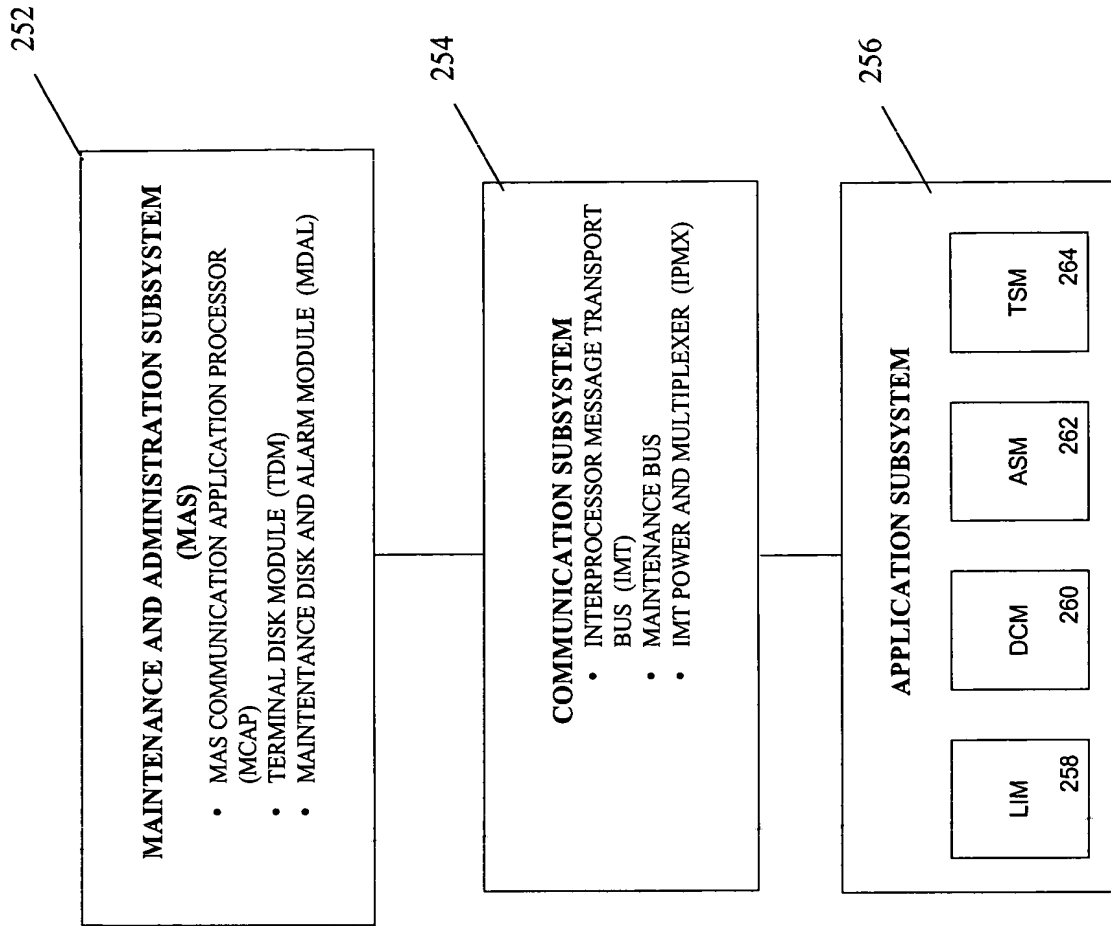 252
MAINTENANCE AND ADMINISTRATION SUBSYSTEM
(MAS)
• MAS COMMUNICATION APPLICATION PROCESSOR
(MCAP)
• TERMINAL DISK MODULE (TDM)
• MAINTENTANCE DISK AND ALARM MODULE (MDAL)
254
COMMUNICATION SUBSYSTEM
• INTERPROCESSOR MESSAGE TRANSPORT
BUS (IMT)
• MAINTENANCE BUS
• IMT POWER AND MULTIPLEXER (IPMX)
256
APPLICATION SUBSYSTEM
LIM
258
DCM
260
ASM
262
TSM
264